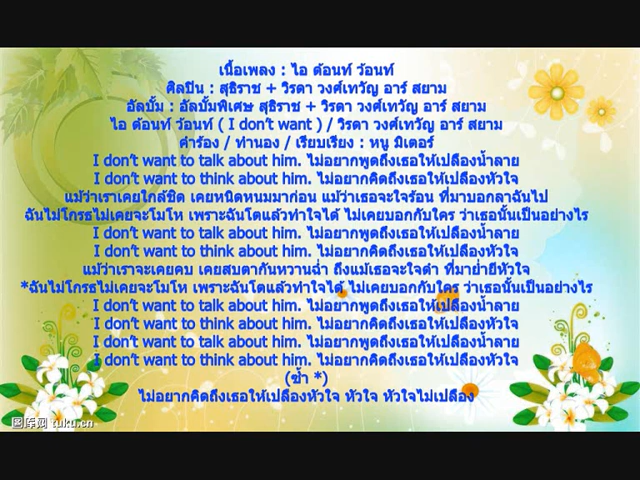 เนื้อเพลง : ไอ ด้อนท์ ว้อนท์
ศิลปิน : สุธิราช + วิรดา วงศ์เทวัญ อาร์ สยาม
อัลบั้ม : อัลบั้มพิเศษ สุธิราช + วิรดา วงศ์เทวัญ อาร์ สยาม
ไอ ด้อนท์ ว้อนท์ ( I don't want ) / วิรดา วงศ์เทวัญ อาร์ สยาม
คำร้อง / ทำนอง / เรียบเรียง : หนู มิเตอร์
I don't want to talk about him. ไม่อยากพูดถึงเธอให้เปลืองน้ำลาย
I don't want to think about him. ไม่อยากคิดถึงเธอให้เปลืองหัวใจ
แม้ว่าเราเคยใกล้ชิด เคยหนิดหนมมาก่อน แม้ว่าเธอจะใจร้อน ที่มาบอกลาฉันไป
ฉันไม่โกรธไม่เคยจะโมโห เพราะฉันโตแล้วทำใจได้ ไม่เคยบอกกับใคร ว่าเธอนั้นเป็นอย่างไร
I don't want to talk about him. ไม่อยากพูดถึงเธอให้เปลืองน้ำลาย
I don't want to think about him. ไม่อยากคิดถึงเธอให้เปลืองหัวใจ
แม้ว่าเราจะเคยคบ เคยสบตากันหวานฉ่ำ ถึงแม้เธอจะใจดำ ที่มาย่ำยีหัวใจ
*ฉันไม่โกรธไม่เคยจะโมโห เพราะฉันโตแล้วทำใจได้ ไม่เคยบอกกับใคร ว่าเธอนั้นเป็นอย่างไร
I don't want to talk about him. ไม่อยากพูดถึงเธอให้เปลืองน้ำลาย
I don't want to think about him. ไม่อยากคิดถึงเธอให้เปลืองหัวใจ
I don't want to talk about him. ไม่อยากพูดถึงเธอให้เปลืองน้ำลาย
I don't want to think about him. ไม่อยากคิดถึงเธอให้เปลืองหัวใจ
(ซ้ำ *)
ไม่อยากคิดถึงเธอให้เปลืองหัวใจ หัวใจ หัวใจไม่เปลือง
图库网 tuku.cn